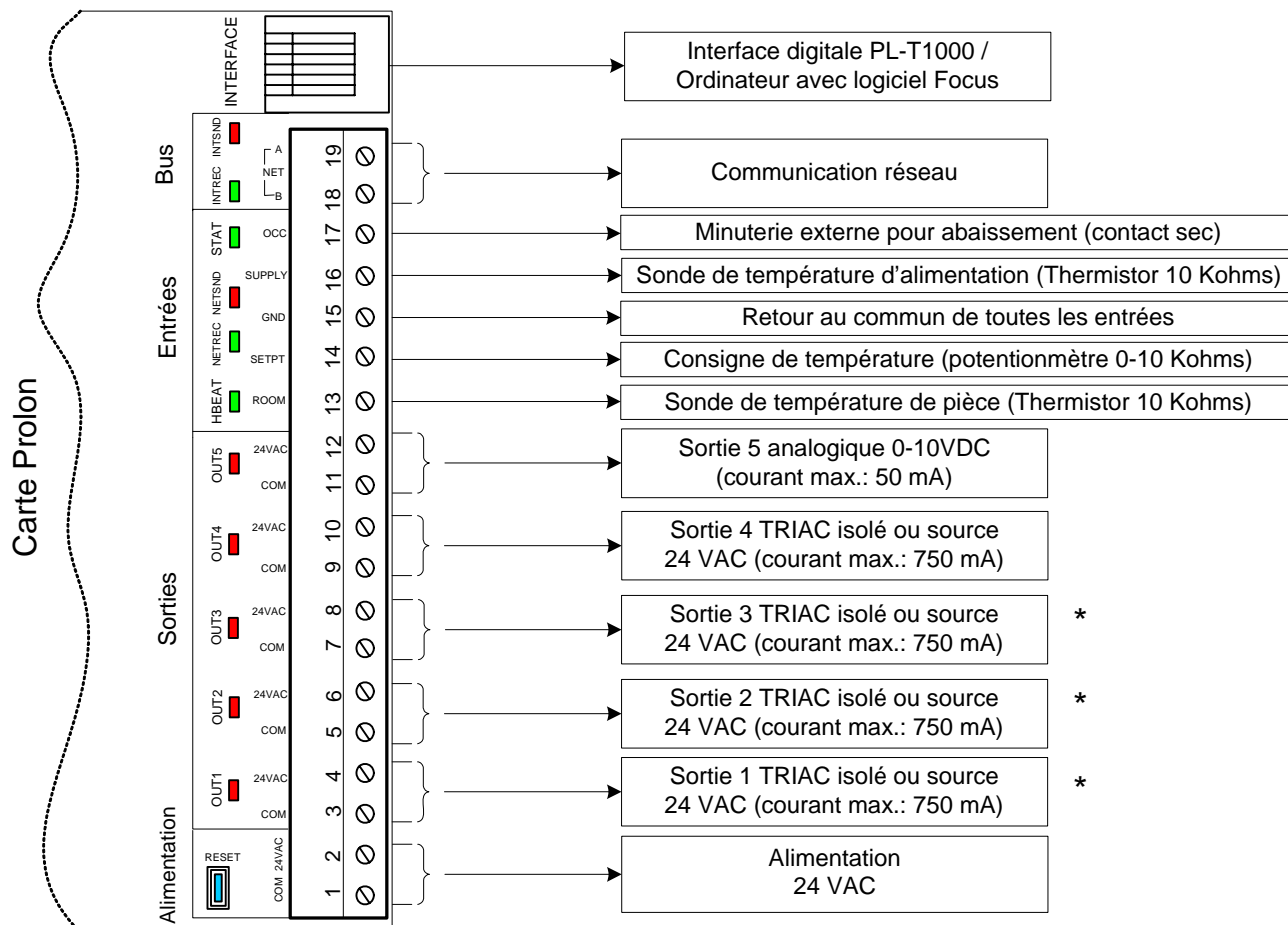 Carte Prolon
INTERFACE
Interface digitale PL-T1000 /
Ordinateur avec logiciel Focus
Bus
INTSND
INTREC
A
NET
B
19
18
Communication réseau
Entrées
STAT
NETSND
NETREC
HBEAT
OCC
17
Minuterie externe pour abaissement (contact sec)
SUPPLY
16
Sonde de température d'alimentation (Thermistor 10 Kohms)
GND
15
Retour au commun de toutes les entrées
SETPT
14
Consigne de température (potentionmètre 0-10 Kohms)
ROOM
13
Sonde de température de pièce (Thermistor 10 Kohms)
Sorties
OUT5
24VAC
12
COM
11
Sortie 5 analogique 0-10VDC
(courant max.: 50 mA)
OUT4
24VAC
10
COM
9
Sortie 4 TRIAC isolé ou source
24 VAC (courant max.: 750 mA)
OUT3
24VAC
8
COM
7
Sortie 3 TRIAC isolé ou source
24 VAC (courant max.: 750 mA)
*
OUT2
24VAC
6
COM
5
Sortie 2 TRIAC isolé ou source
24 VAC (courant max.: 750 mA)
*
OUT1
24VAC
4
COM
3
Sortie 1 TRIAC isolé ou source
24 VAC (courant max.: 750 mA)
*
Alimentation
RESET
COM 24VAC
2
1
Alimentation
24 VAC